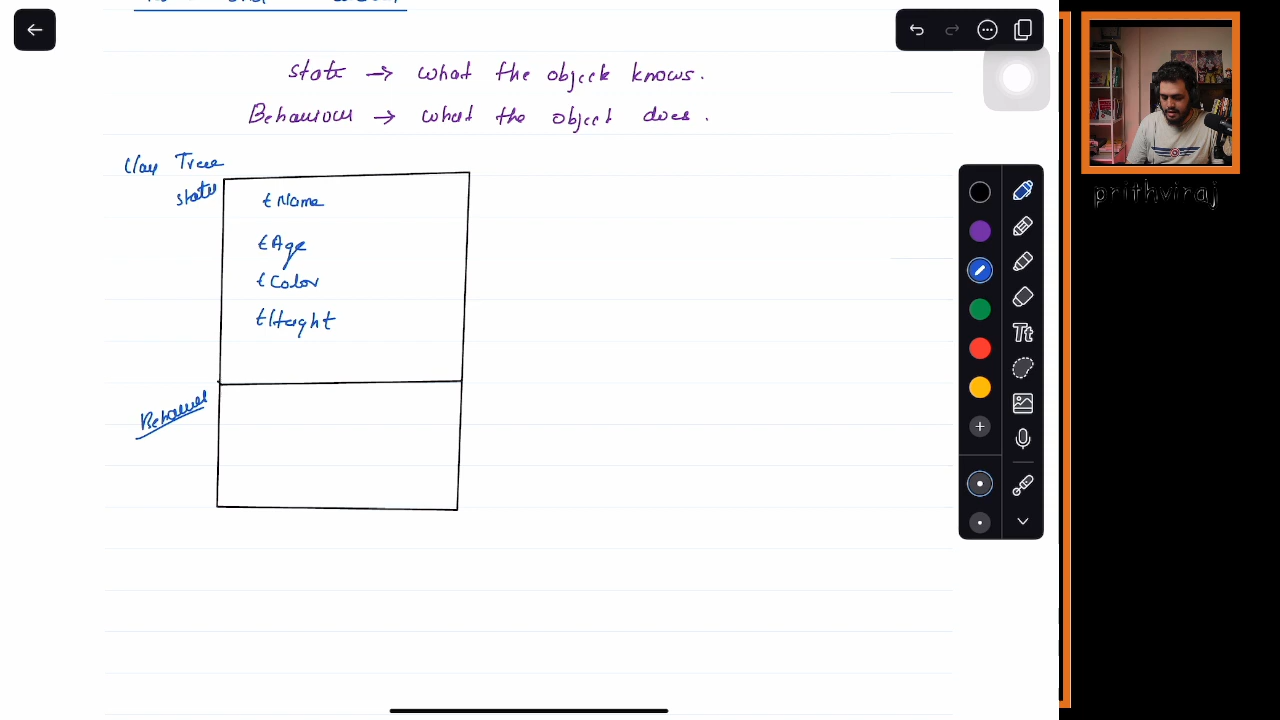 state → what the object knows.
Behaviour → what the object does.
Class Tree
state
tName
tAge
tColor
tHeight
Behaviour
Tt
prithviraj